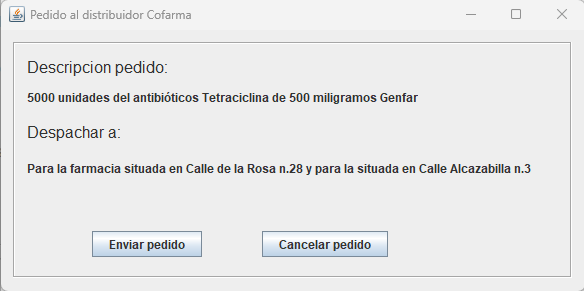 Pedido al distribuidor Cofarma
Descripcion pedido:
5000 unidades del antibióticos Tetraciclina de 500 miligramos Genfar
Despachar a:
Para la farmacia situada en Calle de la Rosa n.28 y para la situada en Calle Alcazabilla n.3
Enviar pedido
Cancelar pedido